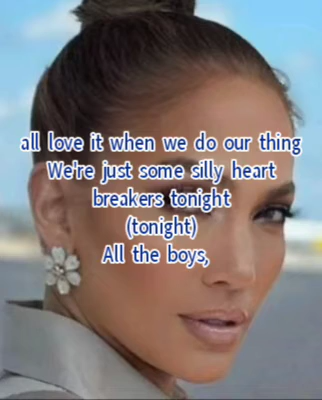 all love it when we do our thing
We're just some silly heart
breakers tonight
(tonight)
All the boys,